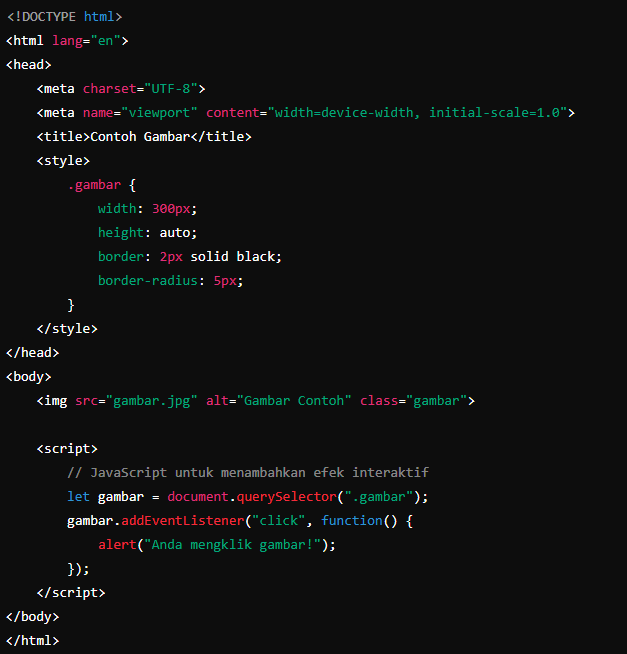 <!DOCTYPE html>
<html lang="en">
<head>
    <meta charset="UTF-8">
    <meta name="viewport" content="width=device-width, initial-scale=1.0">
    <title>Contoh Gambar</title>
    <style>
        .gambar {
            width: 300px;
            height: auto;
            border: 2px solid black;
            border-radius: 5px;
        }
    </style>
</head>
<body>
    <img src="gambar.jpg" alt="Gambar Contoh" class="gambar">

    <script>
        // JavaScript untuk menambahkan efek interaktif
        let gambar = document.querySelector(".gambar");
        gambar.addEventListener("click", function() {
            alert("Anda mengklik gambar!");
        });
    </script>
</body>
</html>